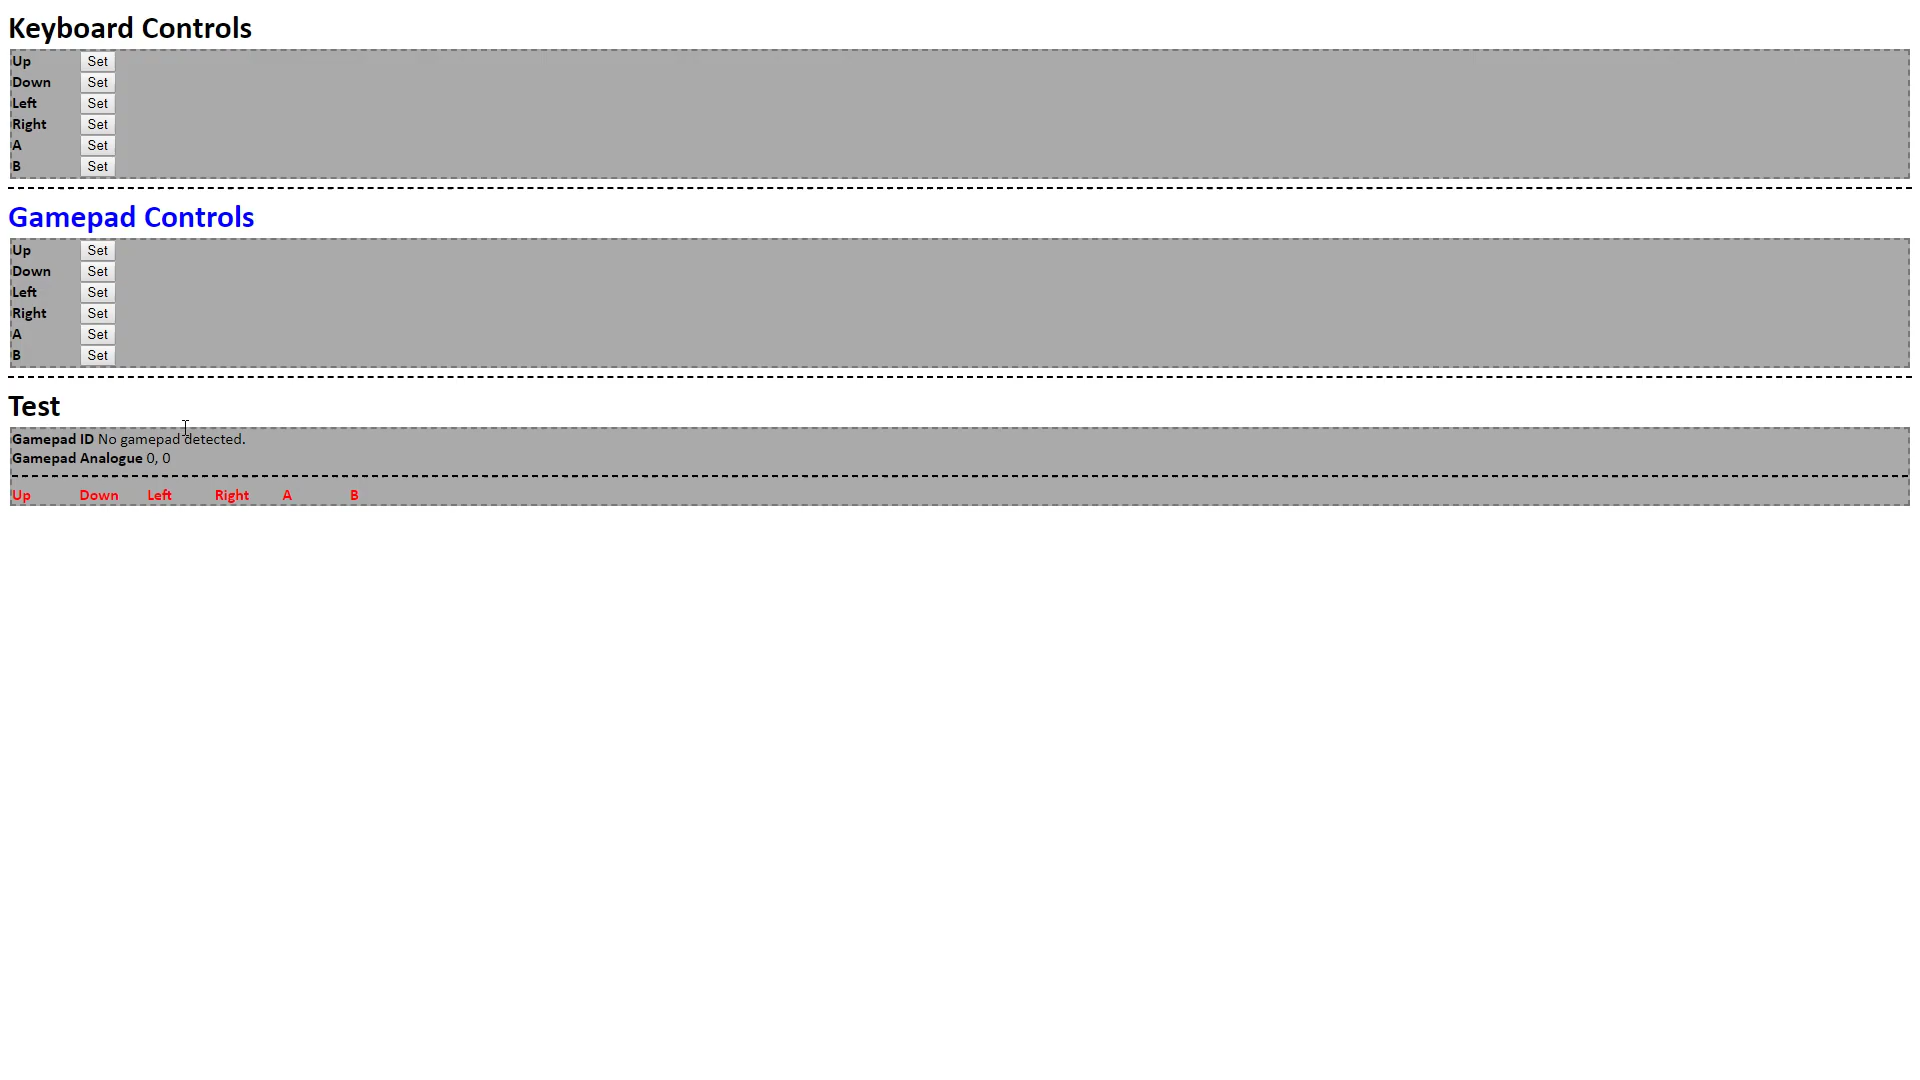 Keyboard Controls
Up Set
Down Set
Left Set
Right Set
A Set
B Set
Gamepad Controls
Up Set
Down Set
Left Set
Right Set
A Set
B Set
Test
Gamepad ID No gamepad detected.
Gamepad Analogue 0, 0
Up Down Left Right A B